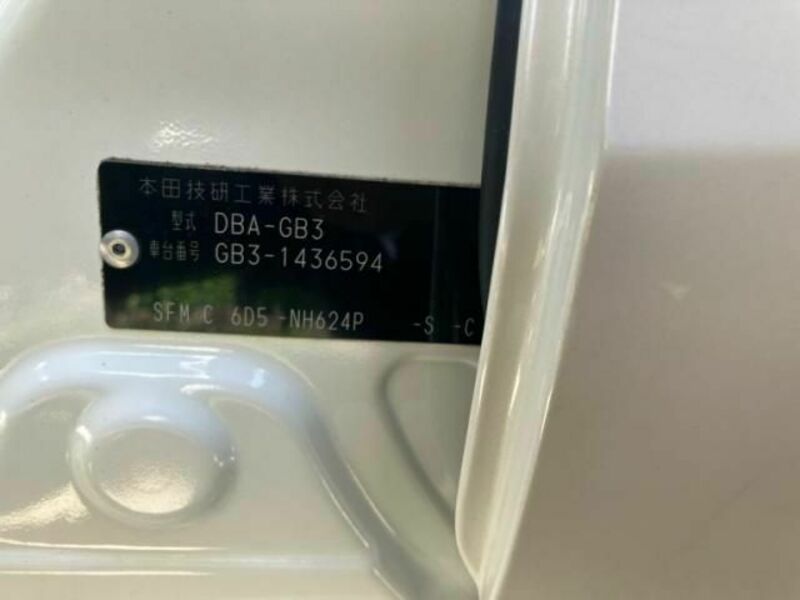 本田技研工業株式会社
型式 DBA-GB3
車台番号 GB3-1436594
SFM C 6D5 -NH624P -S -C